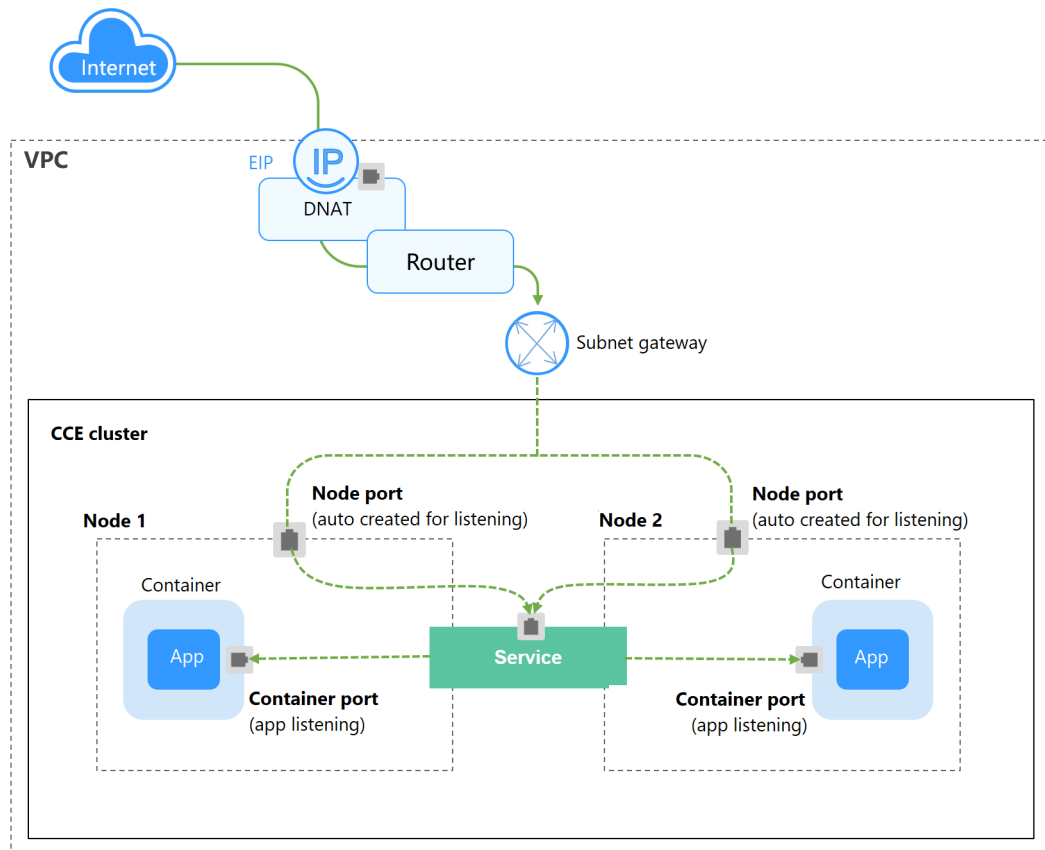 Internet
VPC
EIP
IP
DNAT
Router
Subnet gateway
CCE cluster
Node port
(auto created for listening)
Node port
(auto created for listening)
Node 1
Node 2
Container
Container
App
Service
App
Container port
(app listening)
Container port
(app listening)